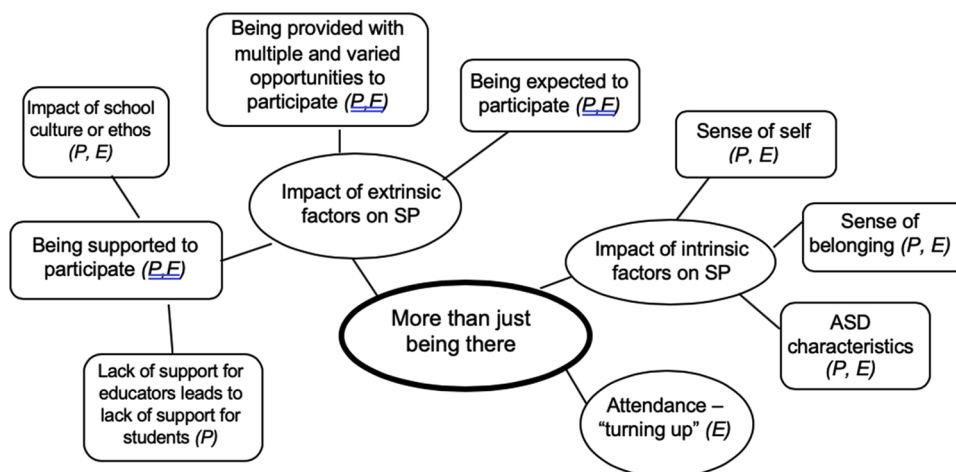 Being provided with
multiple and varied
opportunities to
participate (P,E)
Being expected to
participate (P,E)
Impact of school
culture or ethos
(P, E)
Sense of self
(P, E)
Impact of extrinsic
factors on SP
Sense of
belonging (P, E)
Being supported to
participate (P,E)
Impact of intrinsic
factors on SP
More than just
being there
ASD
characteristics
(P, E)
Lack of support for
educators leads to
lack of support for
students (P)
Attendance –
“turning up” (E)